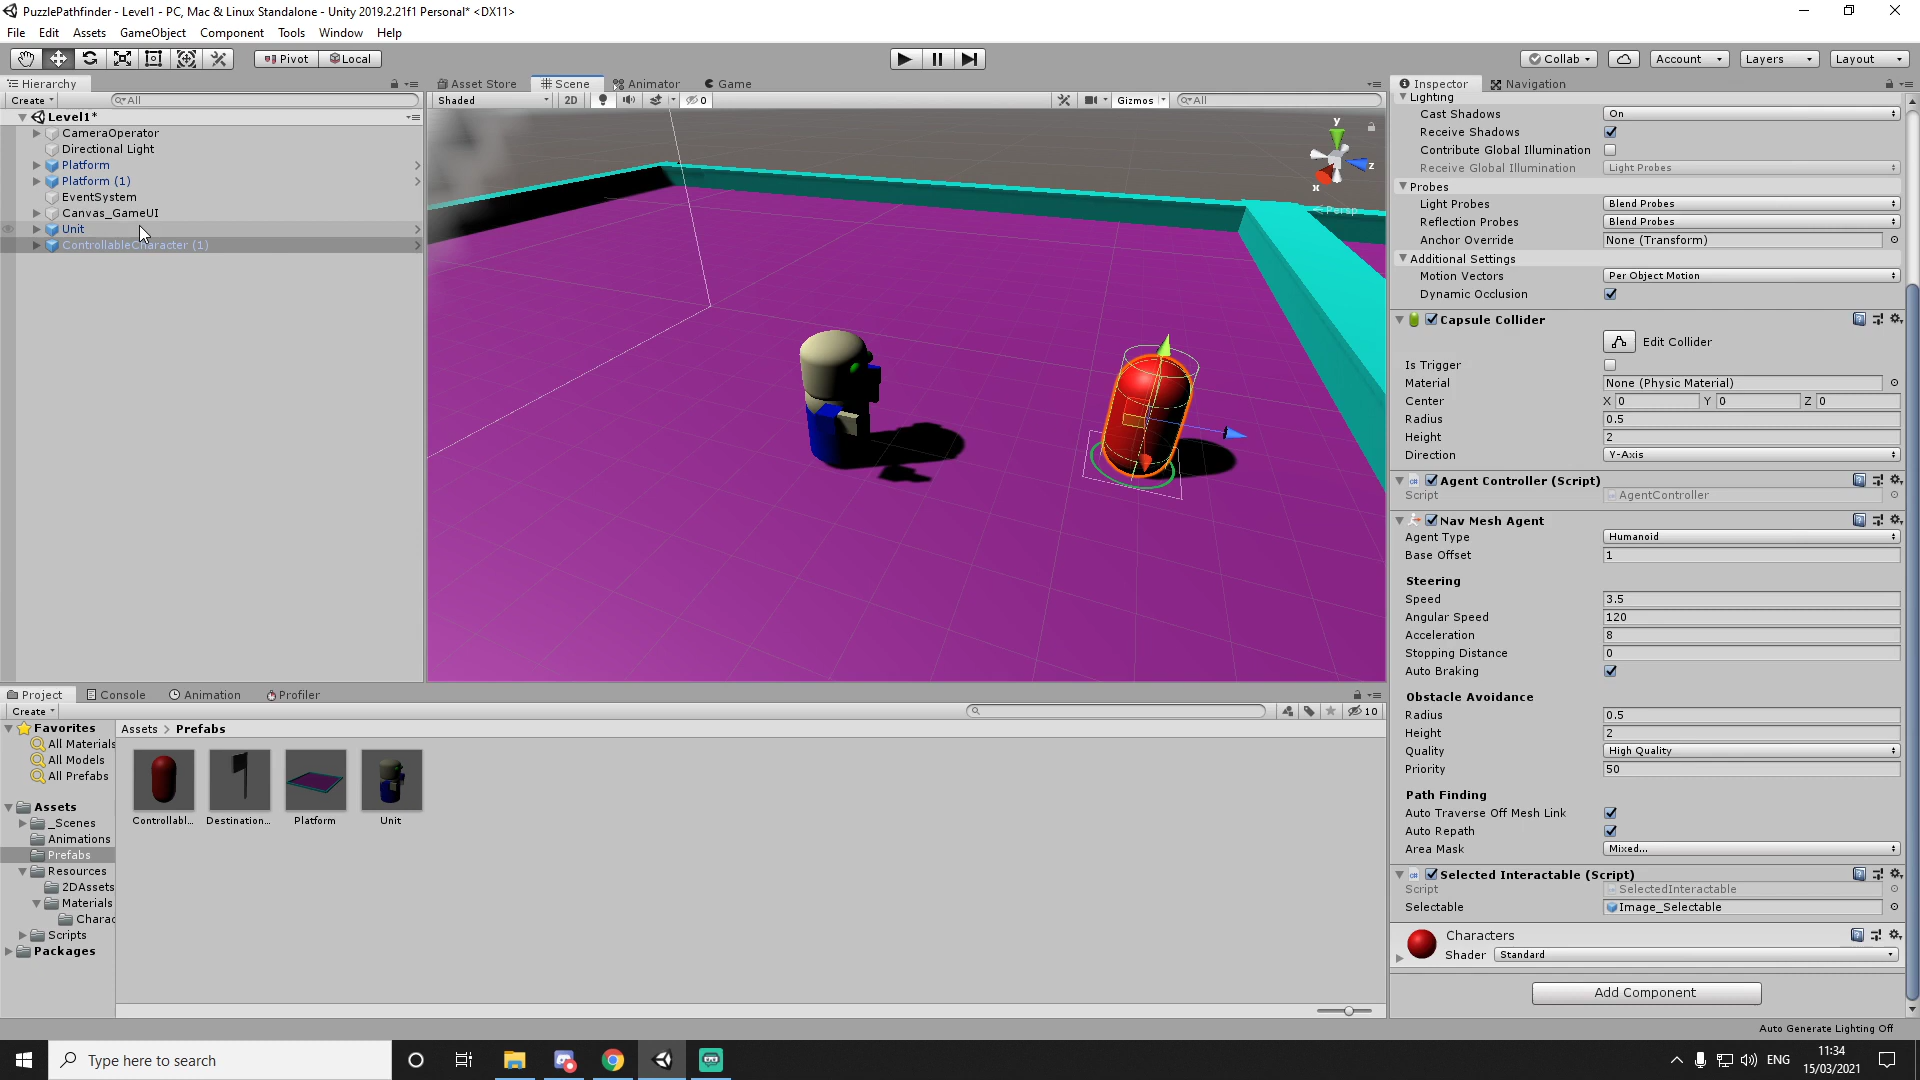 PuzzlePathfinder - Level1 - PC, Mac & Linux Standalone - Unity 2019.2.21f1 Personal* <DX11>
File Edit Assets GameObject Component Tools Window Help
Pivot Local Collab Account Layers Layout
Hierarchy
Create All
Level1*
CameraOperator
Directional Light
Platform
Platform (1)
EventSystem
Canvas_GameUI
Unit
ControllableCharacter (1)
Asset Store Scene Animator Game
Shaded 2D 0 Gizmos All
y
z
x
Persp
Inspector Navigation
Lighting
Cast Shadows On
Receive Shadows
Contribute Global Illumination
Receive Global Illumination Light Probes
Probes
Light Probes Blend Probes
Reflection Probes Blend Probes
Anchor Override None (Transform)
Additional Settings
Motion Vectors Per Object Motion
Dynamic Occlusion
Capsule Collider
Edit Collider
Is Trigger
Material None (Physic Material)
Center X 0 Y 0 Z 0
Radius 0.5
Height 2
Direction Y-Axis
Agent Controller (Script)
Script AgentController
Nav Mesh Agent
Agent Type Humanoid
Base Offset 1
Steering
Speed 3.5
Angular Speed 120
Acceleration 8
Stopping Distance 0
Auto Braking
Obstacle Avoidance
Radius 0.5
Height 2
Quality High Quality
Priority 50
Path Finding
Auto Traverse Off Mesh Link
Auto Repath
Area Mask Mixed...
Selected Interactable (Script)
Script SelectedInteractable
Selectable Image_Selectable
Characters
Shader Standard
Add Component
Project Console Animation Profiler
Create 10
Favorites
All Materials
All Models
All Prefabs
Assets
_Scenes
Animations
Prefabs
Resources
2DAssets
Materials
Charac
Scripts
Packages
Assets > Prefabs
Controllabl... Destination... Platform Unit
Auto Generate Lighting Off
Type here to search
ENG
11:34
15/03/2021